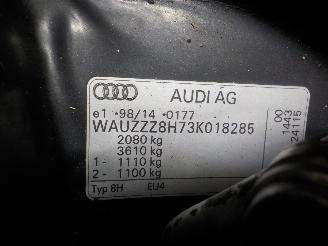 AUDI AG
e1 * 98/14 * 0177
WAUZZZ8H73K018285
2080 kg
3610 kg
1- 1110 kg
2- 1100 kg
Typ 8H EU4
00
1443
24115